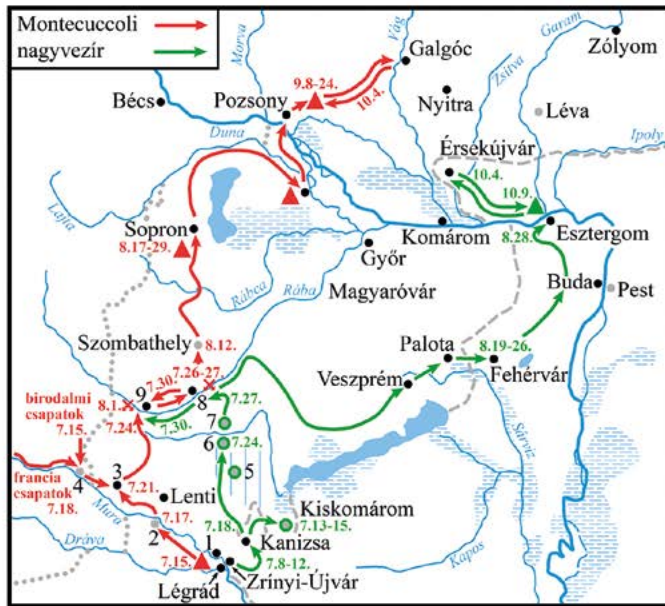 Montecuccoli
nagyvezír
Morva
Vág
Garam
Galgóc
Zólyom
Zsitva
9.8-24.
10.4.
Bécs
Pozsony
Nyitra
Léva
Duna
Ipoly
Érsekújvár
10.4.
10.9.
Lajta
Sopron
8.17-29.
Komárom
8.28.
Esztergom
Győr
Rábca
Rába
Magyaróvár
Buda
Pest
Szombathely
8.12.
Palota
8.19-26.
7.26-27.
7.30.
Veszprém
Fehérvár
birodalmi
csapatok
7.15.
8.1.
9
8
7.27.
7.24.
7.30.
7
6
7.24.
Sárvíz
5
4
3
7.21.
francia
csapatok
7.18.
Lenti
Kiskomárom
Mura
7.17.
7.18.
7.13-15.
2
Kanizsa
Kapos
Dráva
1
7.15.
7.8-12.
Légrád
Zrínyi-Újvár